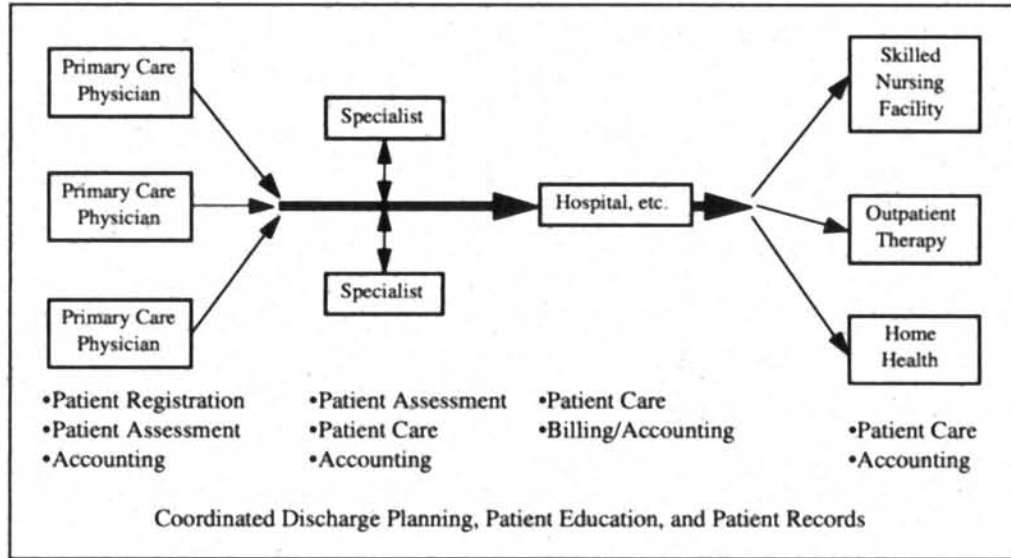 Primary Care
Physician
Primary Care
Physician
Primary Care
Physician
Specialist
Specialist
Hospital, etc.
Skilled
Nursing
Facility
Outpatient
Therapy
Home
Health
•Patient Registration
•Patient Assessment
•Accounting
•Patient Assessment
•Patient Care
•Accounting
•Patient Care
•Billing/Accounting
•Patient Care
•Accounting
Coordinated Discharge Planning, Patient Education, and Patient Records